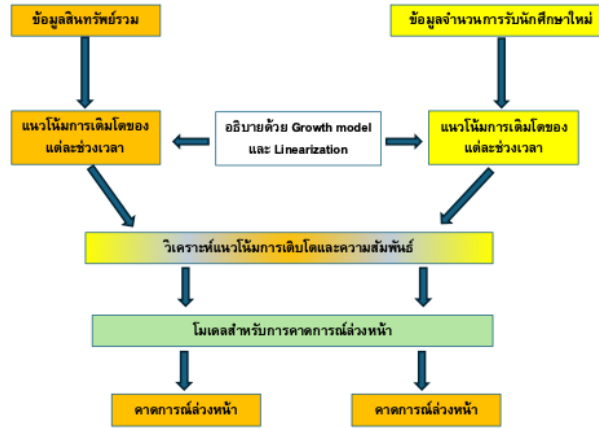 ข้อมูลสินทรัพย์รวม
ข้อมูลจำนวนการรับนักศึกษาใหม่
แนวโน้มการเติมโตของ
แต่ละช่วงเวลา
อธิบายด้วย Growth model
และ Linearization
แนวโน้มการเติมโตของ
แต่ละช่วงเวลา
วิเคราะห์แนวโน้มการเติบโตและความสัมพันธ์
โมเดลสำหรับการคาดการณ์ล่วงหน้า
คาดการณ์ล่วงหน้า
คาดการณ์ล่วงหน้า